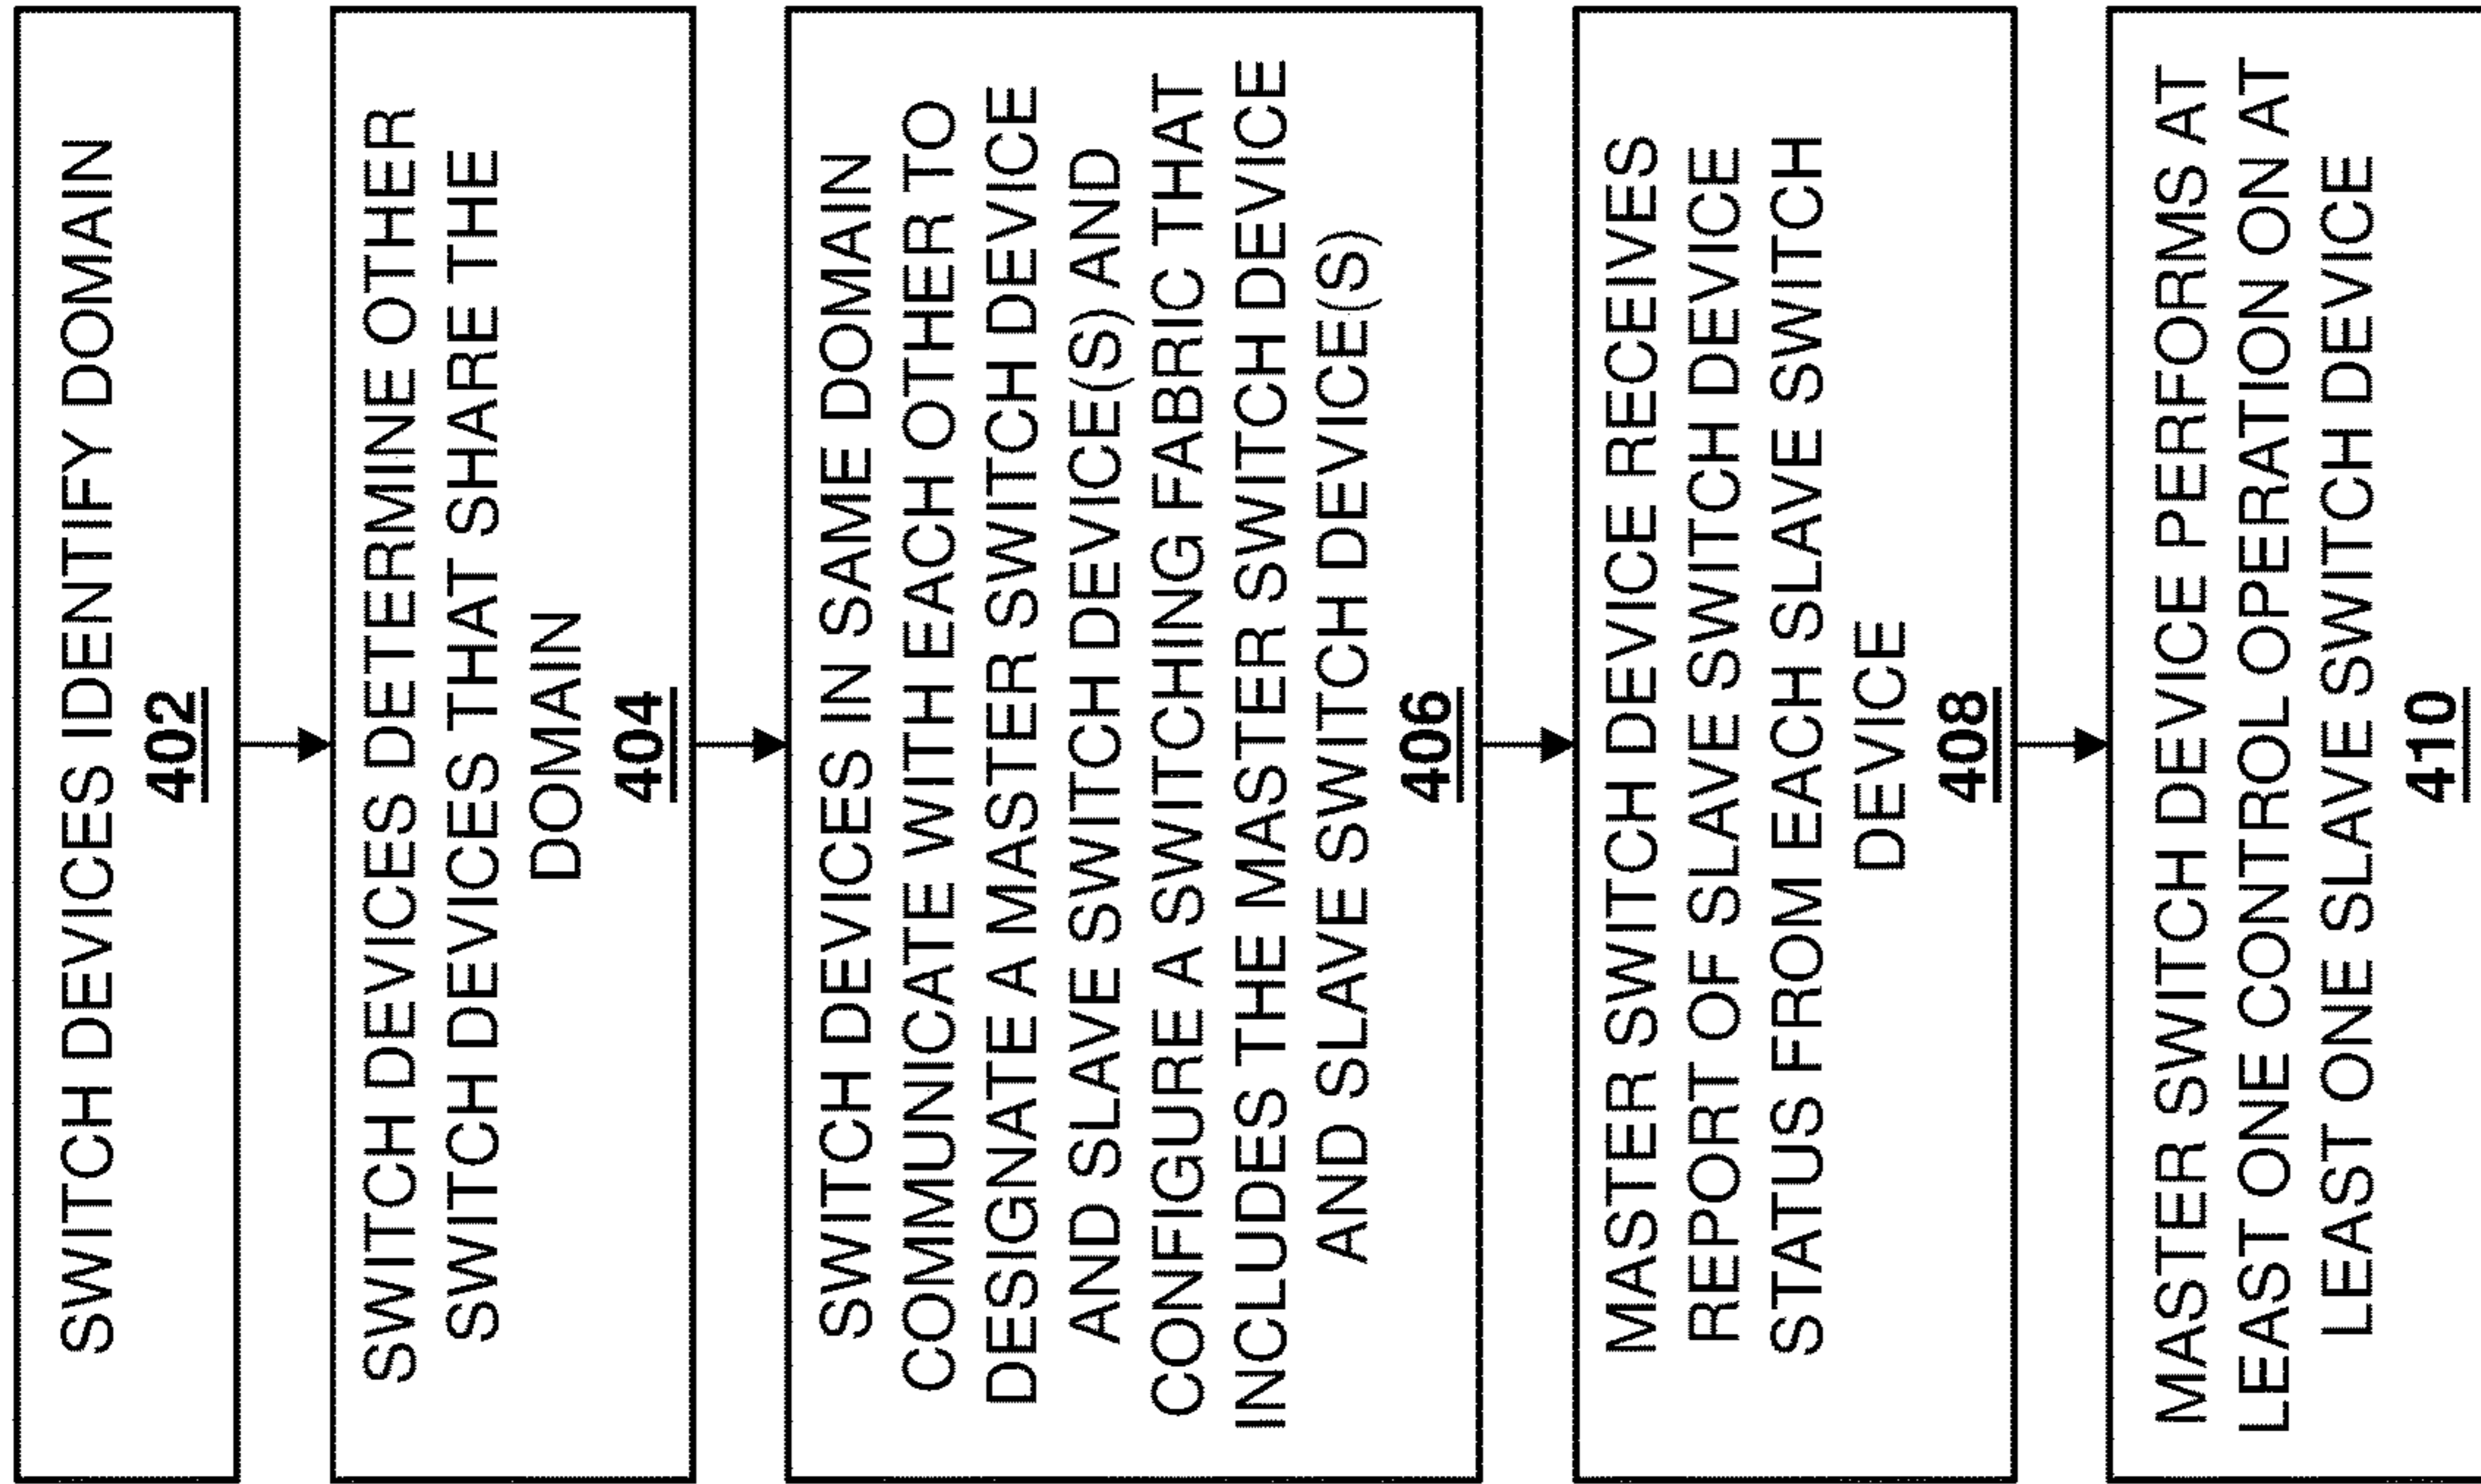 SWITCH DEVICES IDENTIFY DOMAIN
402
SWITCH DEVICES DETERMINE OTHER
SWITCH DEVICES THAT SHARE THE
DOMAIN
404
SWITCH DEVICES IN SAME DOMAIN
COMMUNICATE WITH EACH OTHER TO
DESIGNATE A MASTER SWITCH DEVICE
AND SLAVE SWITCH DEVICE(S) AND
CONFIGURE A SWITCHING FABRIC THAT
INCLUDES THE MASTER SWITCH DEVICE
AND SLAVE SWITCH DEVICE(S)
406
MASTER SWITCH DEVICE RECEIVES
REPORT OF SLAVE SWITCH DEVICE
STATUS FROM EACH SLAVE SWITCH
DEVICE
408
MASTER SWITCH DEVICE PERFORMS AT
LEAST ONE CONTROL OPERATION ON AT
LEAST ONE SLAVE SWITCH DEVICE
410